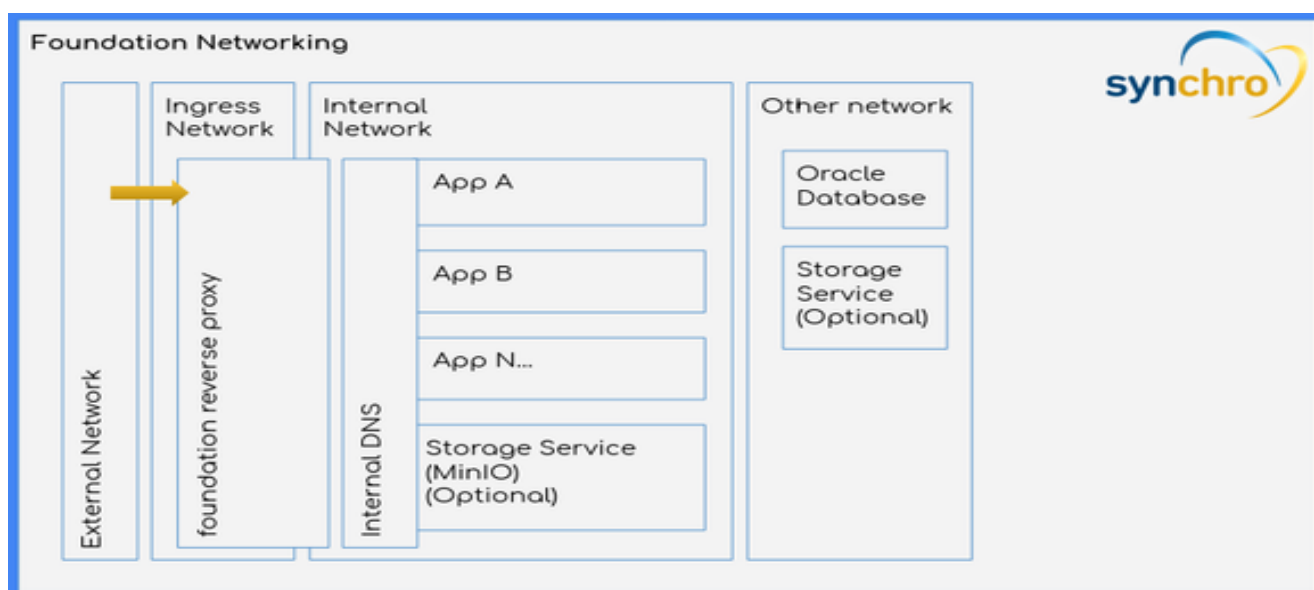 Foundation Networking
synchro
External Network
Ingress
Network
foundation reverse proxy
Internal
Network
Internal DNS
App A
App B
App N...
Storage Service
(MinIO)
(Optional)
Other network
Oracle
Database
Storage
Service
(Optional)